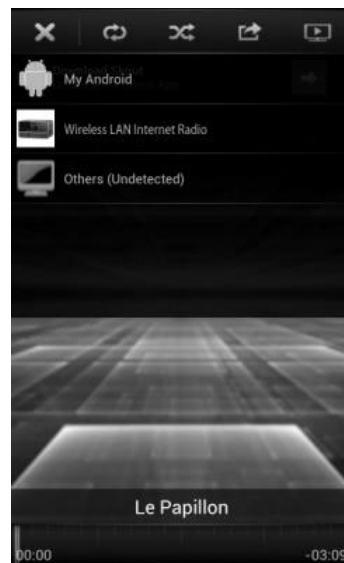 My Android
Wireless LAN Internet Radio
Others (Undetected)
Le Papillon
00:00
-03:09